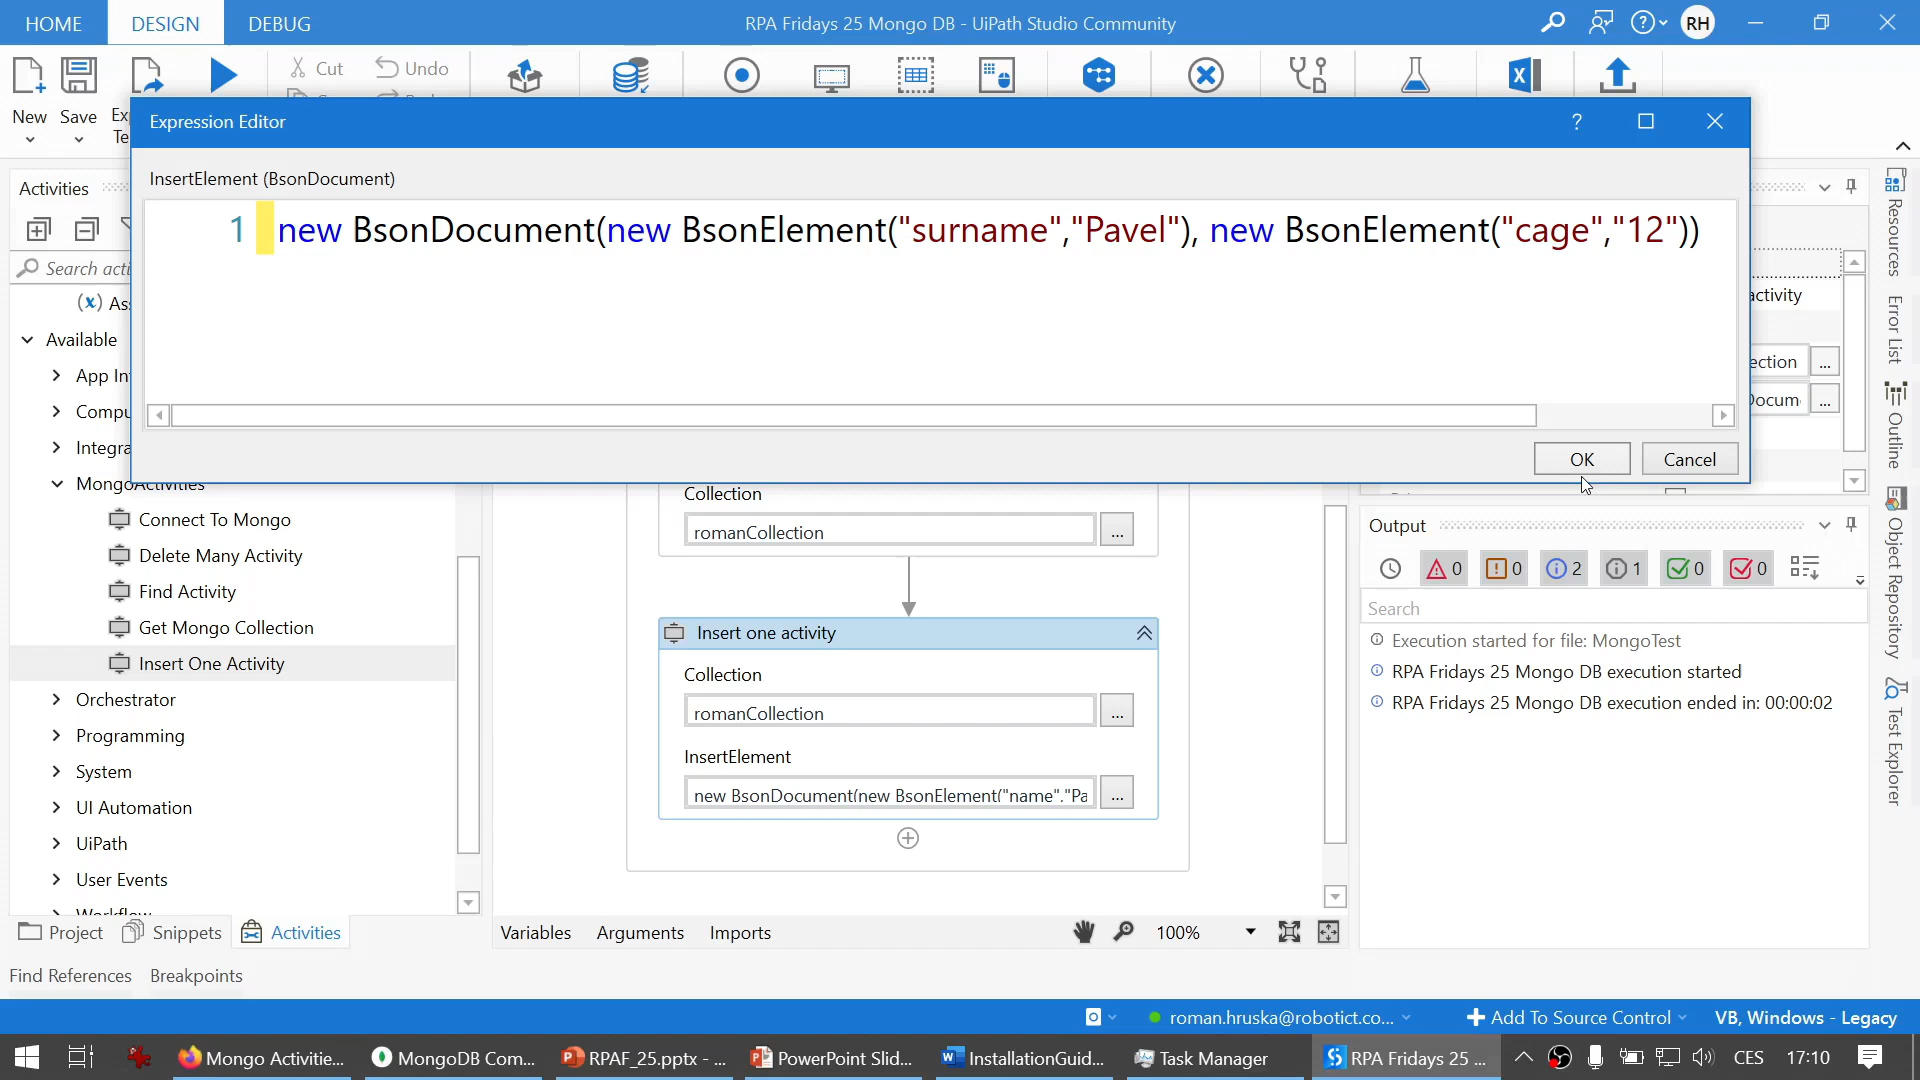 HOME DESIGN DEBUG
RPA Fridays 25 Mongo DB - UiPath Studio Community
RH
Cut
Undo
New
Save
Expression Editor
InsertElement (BsonDocument)
1 new BsonDocument(new BsonElement("surname","Pavel"), new BsonElement("cage","12"))
OK
Cancel
Activities
Search acti
Available
App In
Compu
Integra
MongoActivities
Connect To Mongo
Delete Many Activity
Find Activity
Get Mongo Collection
Insert One Activity
Orchestrator
Programming
System
UI Automation
UiPath
User Events
Project
Snippets
Activities
Find References
Breakpoints
Collection
romanCollection
...
Insert one activity
Collection
romanCollection
...
InsertElement
new BsonDocument(new BsonElement("name","Pa
...
Variables
Arguments
Imports
100%
activity
ection
...
Docum
...
Output
0
0
2
1
0
0
Search
Execution started for file: MongoTest
RPA Fridays 25 Mongo DB execution started
RPA Fridays 25 Mongo DB execution ended in: 00:00:02
Resources
Error List
Outline
Object Repository
Test Explorer
roman.hruska@robotict.co...
Add To Source Control
VB, Windows - Legacy
Mongo Activitie...
MongoDB Com...
RPAF_25.pptx - ...
PowerPoint Slid...
InstallationGuid...
Task Manager
RPA Fridays 25 ...
CES
17:10